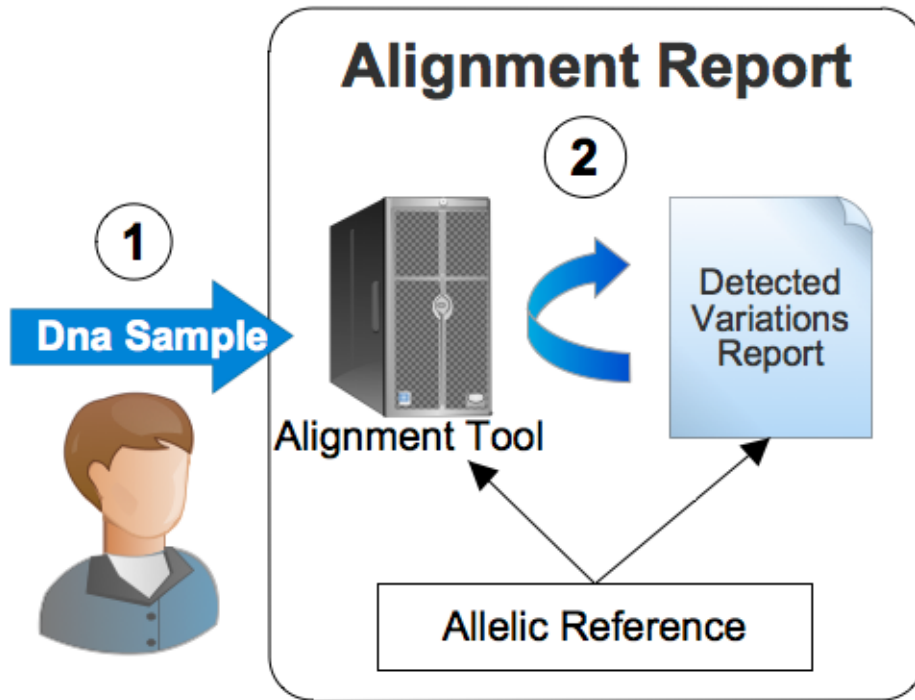 Alignment Report
1
2
Dna Sample
Detected
Variations
Report
Alignment Tool
Allelic Reference